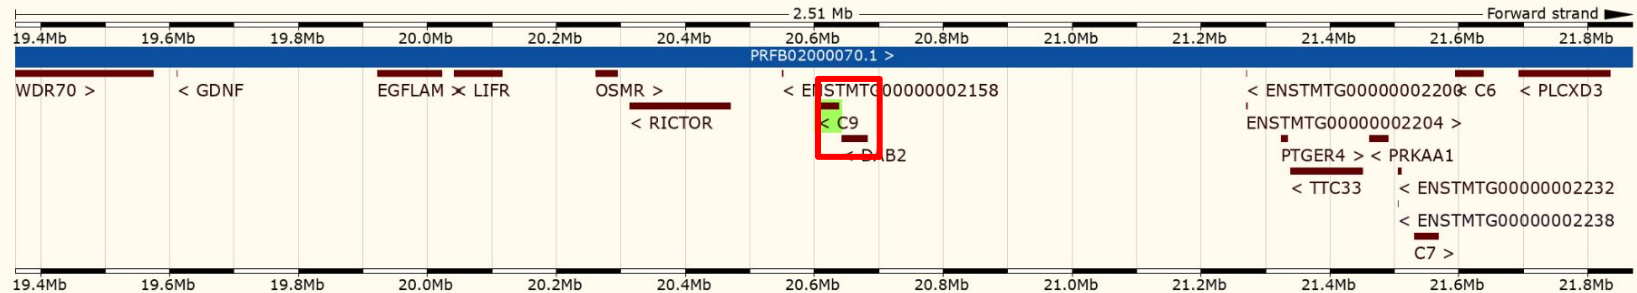 2.51 Mb Forward strand
19.4Mb 19.6Mb 19.8Mb 20.0Mb 20.2Mb 20.4Mb 20.6Mb 20.8Mb 21.0Mb 21.2Mb 21.4Mb 21.6Mb 21.8Mb
PRFB02000070.1 >
WDR70 > < GDNF EGFLAM > < LIFR OSMR > < ENSTMTG00000002158 < ENSTMTG00000002200 < C6 < PLCXD3
< RICTOR < C9 ENSTMTG00000002204 >
< DAB2 PTGER4 > < PRKAA1
< TTC33 < ENSTMTG00000002232
< ENSTMTG00000002238
C7 >
19.4Mb 19.6Mb 19.8Mb 20.0Mb 20.2Mb 20.4Mb 20.6Mb 20.8Mb 21.0Mb 21.2Mb 21.4Mb 21.6Mb 21.8Mb